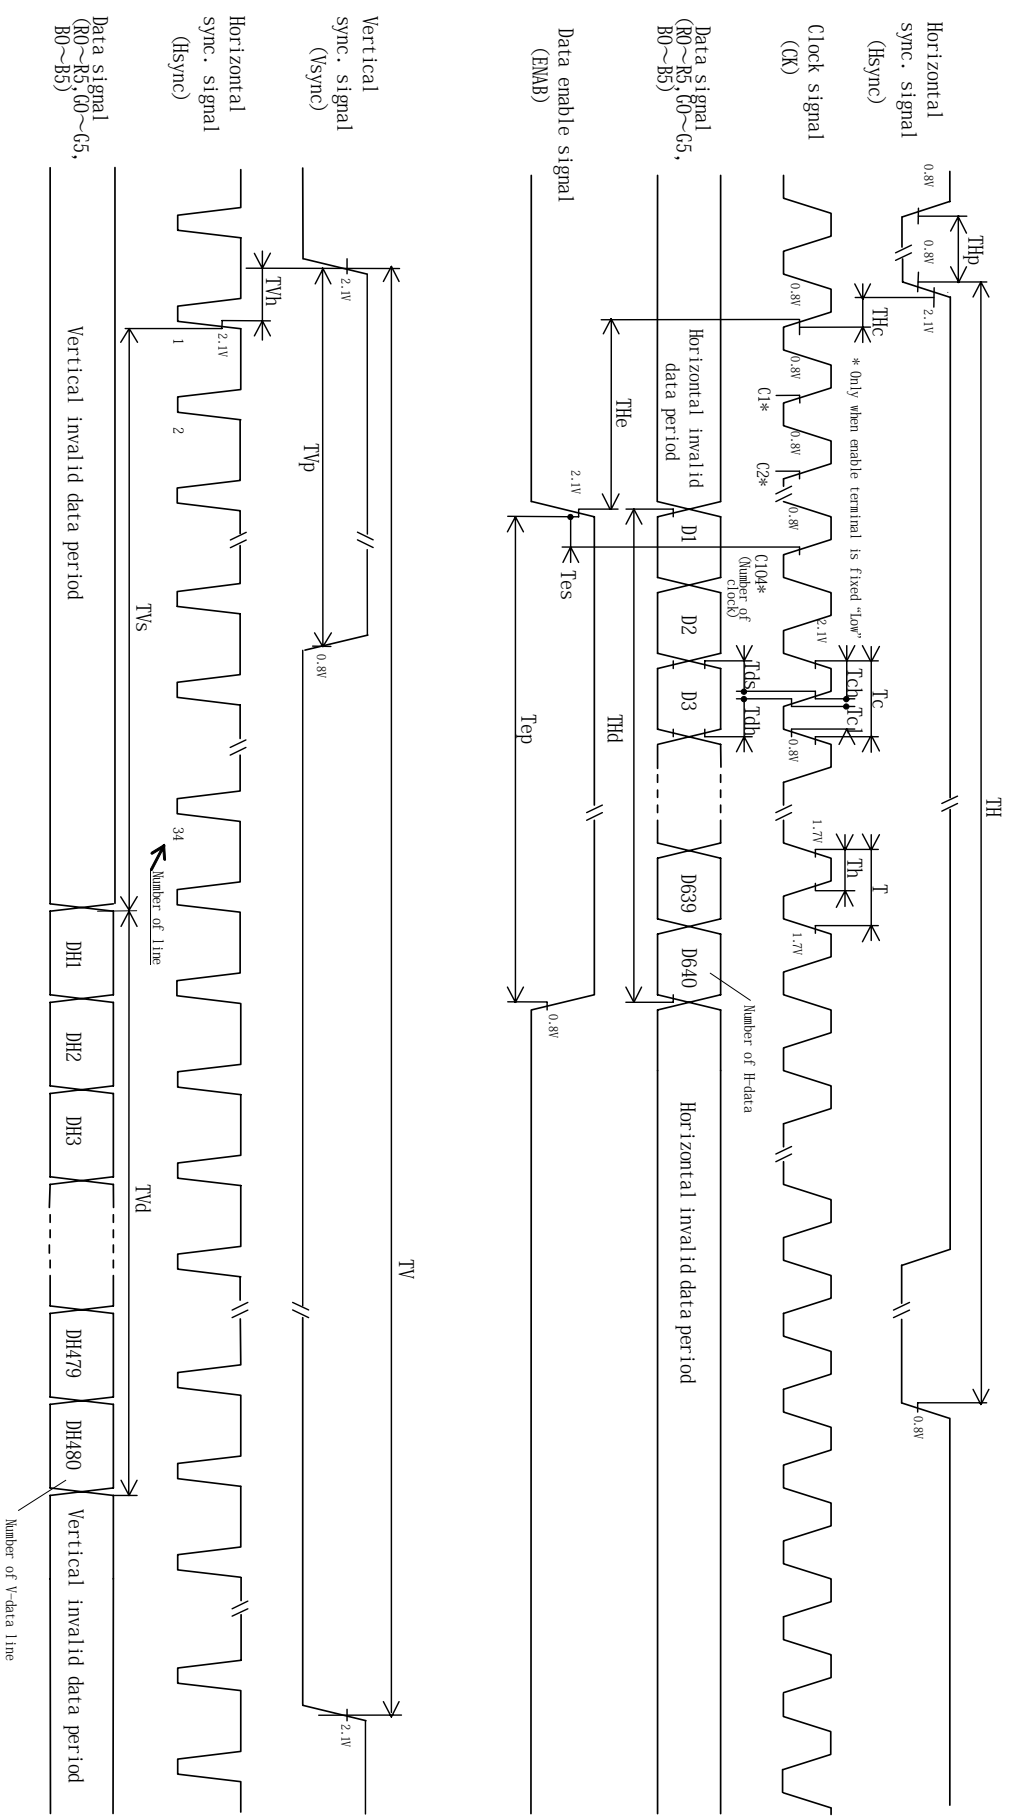 Horizontal
sync. signal
(Hsync)
0.8V
THp
0.8V
2.1V
TH
0.8V
THc
* Only when enable terminal is fixed “Low”
Clock signal
(CK)
0.8V
0.8V
C1*
0.8V
C2*
0.8V
C104*
(Number of
clock)
2.1V
Tc
Tch
Tcl
0.8V
1.7V
T
Th
1.7V
Data signal
(R0～R5,G0～G5,
B0～B5)
Horizontal invalid
data period
D1
D2
D3
Tds
Tdh
D639
D640
Number of H-data
Horizontal invalid data period
THe
THd
Data enable signal
(ENAB)
2.1V
Tes
Tep
0.8V
TV
Vertical
sync. signal
(Vsync)
2.1V
TVp
0.8V
2.1V
Horizontal
sync. signal
(Hsync)
TVh
2.1V
1
2
34
Number of line
TVs
TVd
Data signal
(R0～R5,G0～G5,
B0～B5)
Vertical invalid data period
DH1
DH2
DH3
DH479
DH480
Vertical invalid data period
Number of V-data line